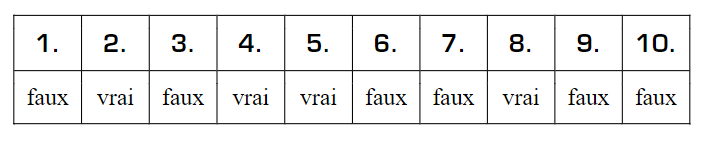 1. 2. 3. 4. 5. 6. 7. 8. 9. 10.
faux vrai faux vrai vrai faux faux vrai faux faux